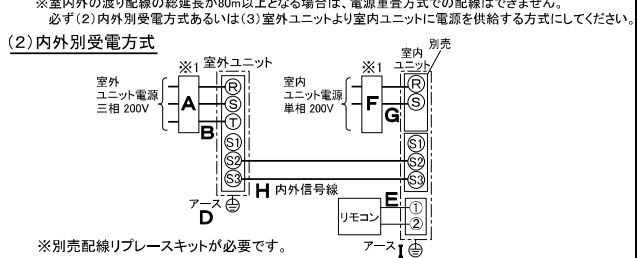 ※室内外の渡り配線の総延長が80m以上となる場合は、電源重畳方式での配線はできません。
必ず(2)内外別受電方式あるいは(3)室外ユニットより室内ユニットに電源を供給する方式にしてください。
(2)内外別受電方式
※1 室外ユニット
※1 室内ユニット
別売
室外
ユニット電源
三相 200V
A
B
R
S
T
S1
S2
S3
室内
ユニット電源
単相 200V
F
G
R
S
S1
S2
S3
H 内外信号線
アース
D
リモコン
E
①
②
アース I
※別売配線リプレースキットが必要です。